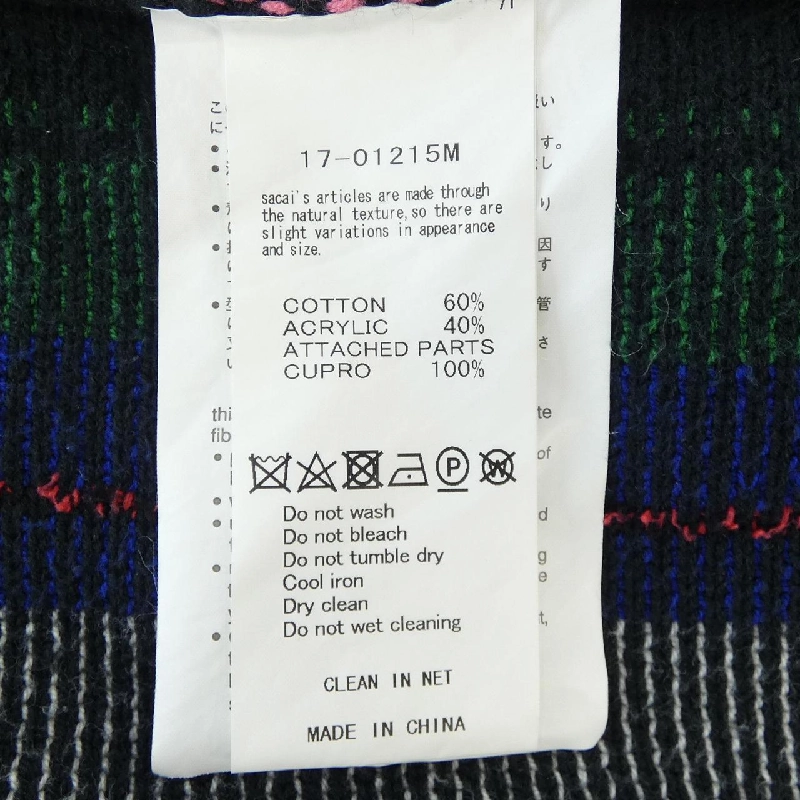 17-01215M
sacai's articles are made through
the natural texture,so there are
slight variations in appearance
and size.
COTTON 60%
ACRYLIC 40%
ATTACHED PARTS
CUPRO 100%
P
W
Do not wash
Do not bleach
Do not tumble dry
Cool iron
Dry clean
Do not wet cleaning
CLEAN IN NET
MADE IN CHINA